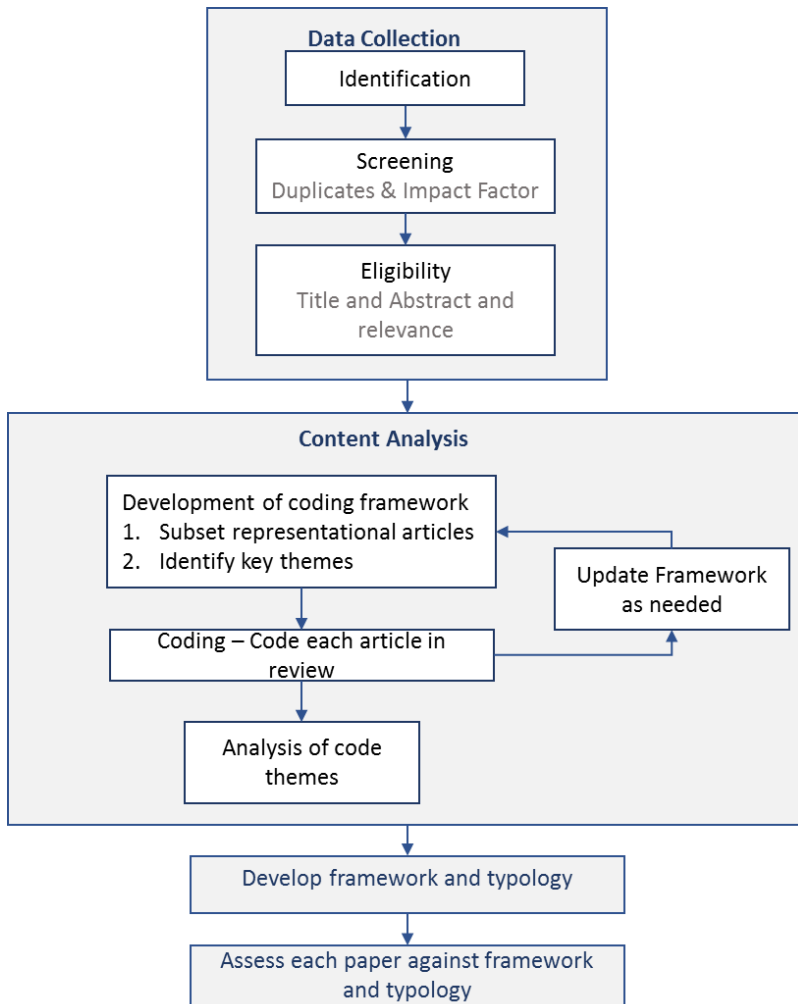 Data Collection
Identification
Screening
Duplicates & Impact Factor
Eligibility
Title and Abstract and
relevance
Content Analysis
Development of coding framework
1. Subset representational articles
2. Identify key themes
Update Framework
as needed
Coding – Code each article in
review
Analysis of code
themes
Develop framework and typology
Assess each paper against framework
and typology